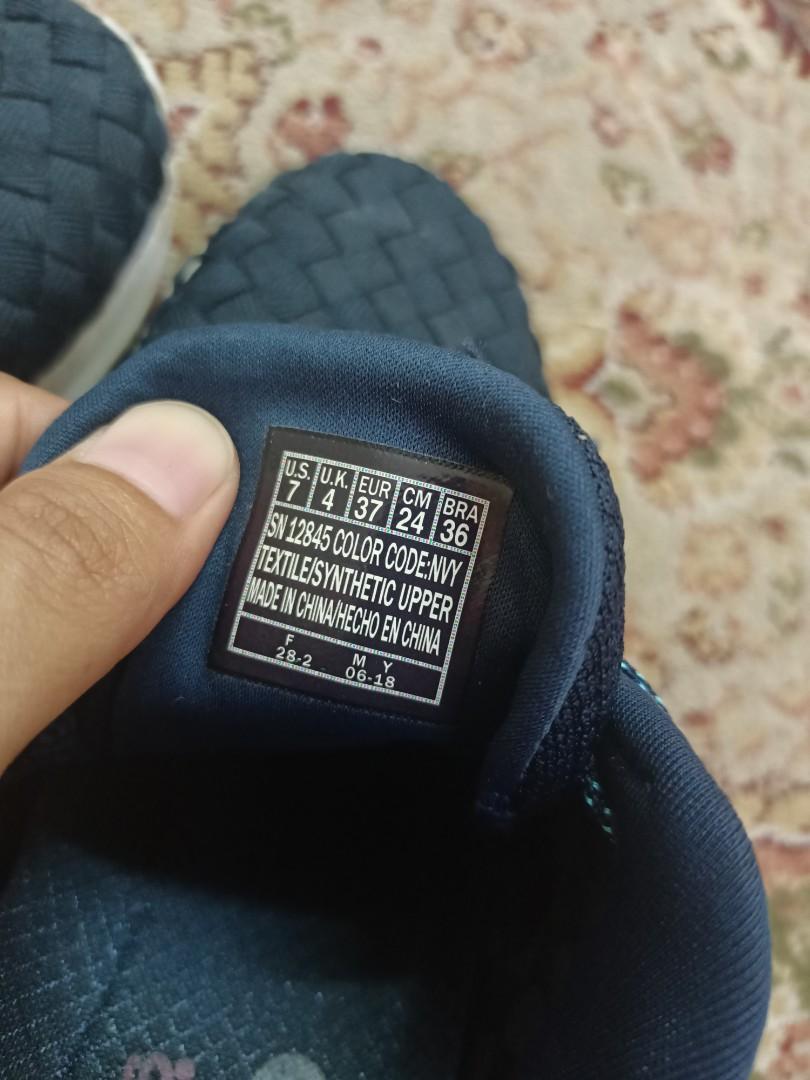 U.S. U.K. EUR CM BRA
7 4 37 24 36
SN 12845 COLOR CODE:NVY
TEXTILE/SYNTHETIC UPPER
MADE IN CHINA/HECHO EN CHINA
F M Y
28-2 06-18